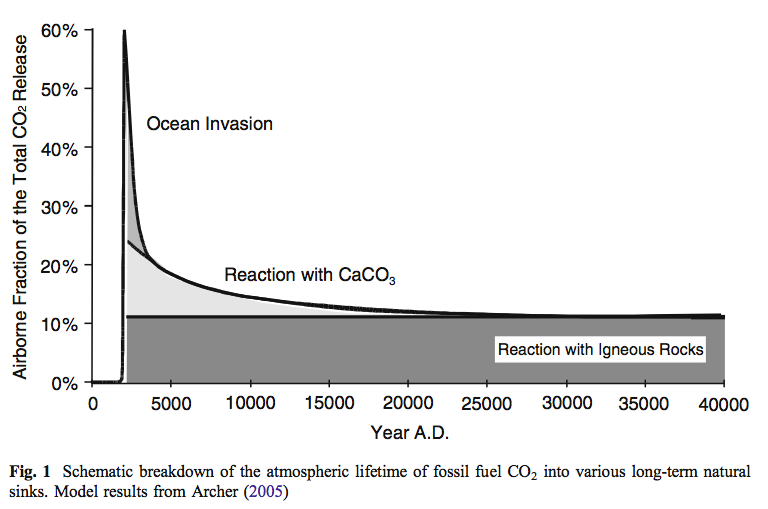 Airborne Fraction of the Total CO₂ Release
60%
50%
40%
30%
20%
10%
0%
Ocean Invasion
Reaction with CaCO₃
Reaction with Igneous Rocks
0
5000
10000
15000
20000
25000
30000
35000
40000
Year A.D.
Fig. 1 Schematic breakdown of the atmospheric lifetime of fossil fuel CO₂ into various long-term natural
sinks. Model results from Archer (2005)